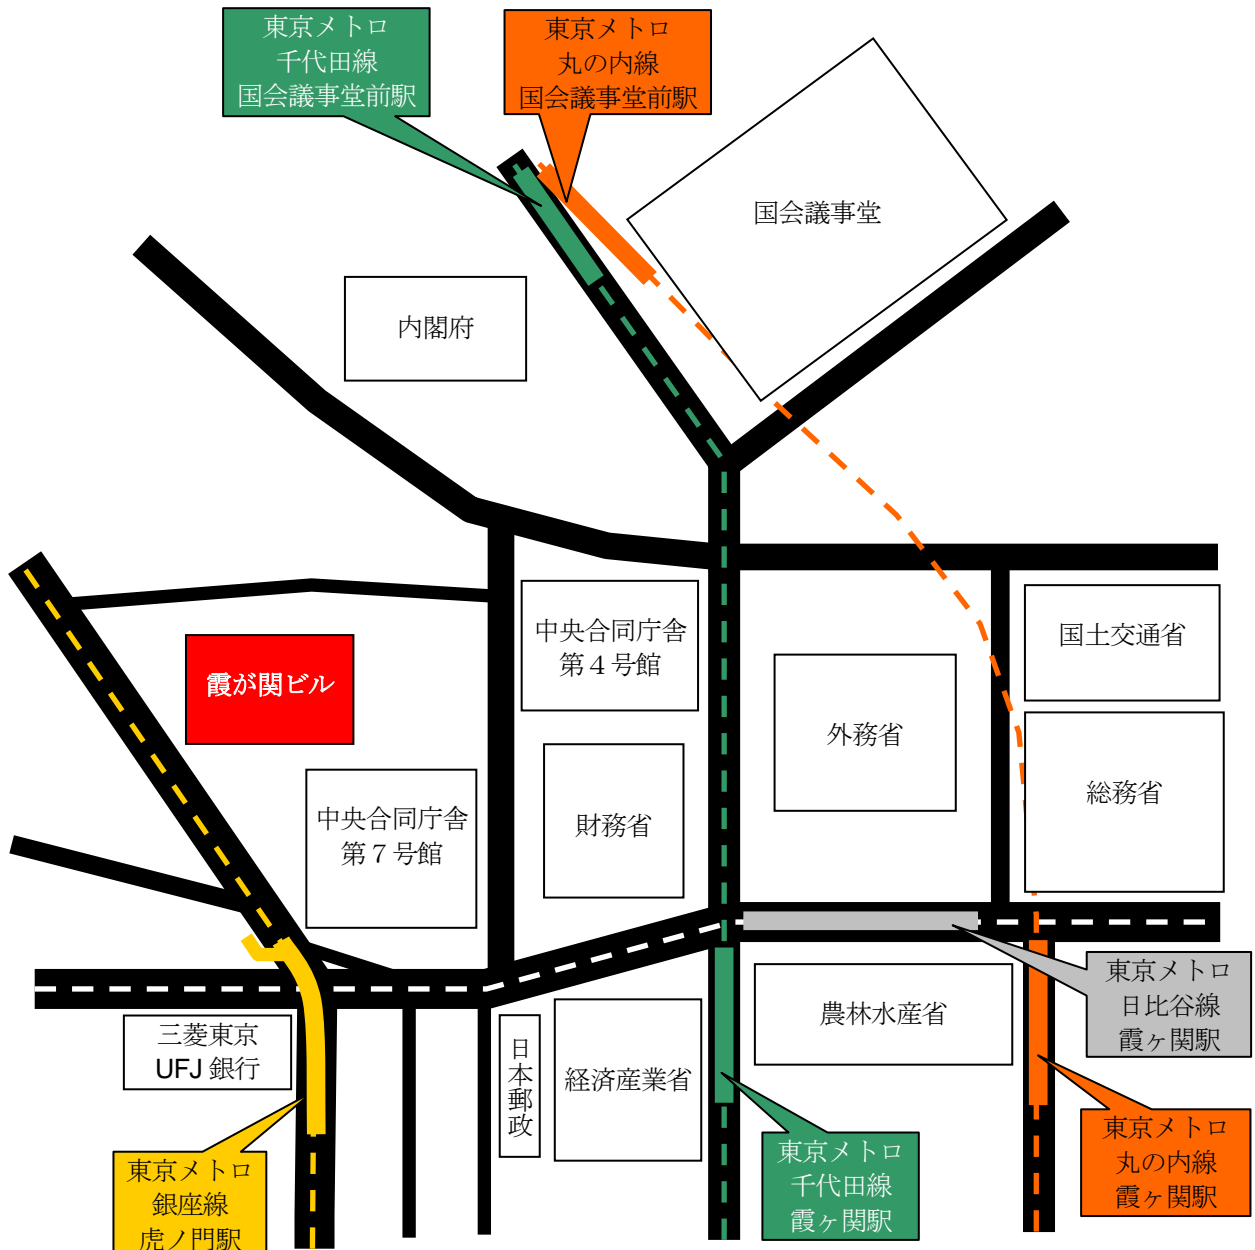 東京メトロ
千代田線
国会議事堂前駅
東京メトロ
丸の内線
国会議事堂前駅
国会議事堂
内閣府
中央合同庁舎
第４号館
国土交通省
霞が関ビル
外務省
総務省
中央合同庁舎
第７号館
財務省
東京メトロ
日比谷線
霞ヶ関駅
農林水産省
三菱東京
UFJ 銀行
日本郵政
経済産業省
東京メトロ
銀座線
虎ノ門駅
東京メトロ
千代田線
霞ヶ関駅
東京メトロ
丸の内線
霞ヶ関駅